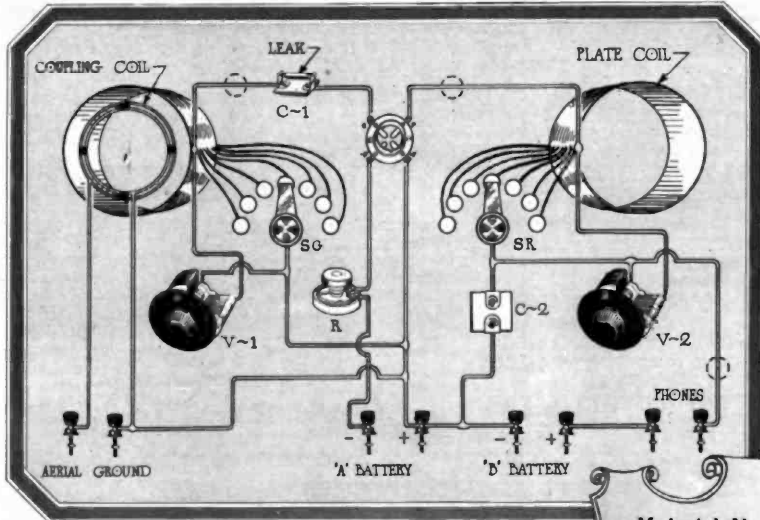 LEAK
COUPLING COIL
PLATE COIL
C~1
SG
SR
R
C~2
V~1
V~2
PHONES
- + - +
AERIAL GROUND 'A' BATTERY 'B' BATTERY